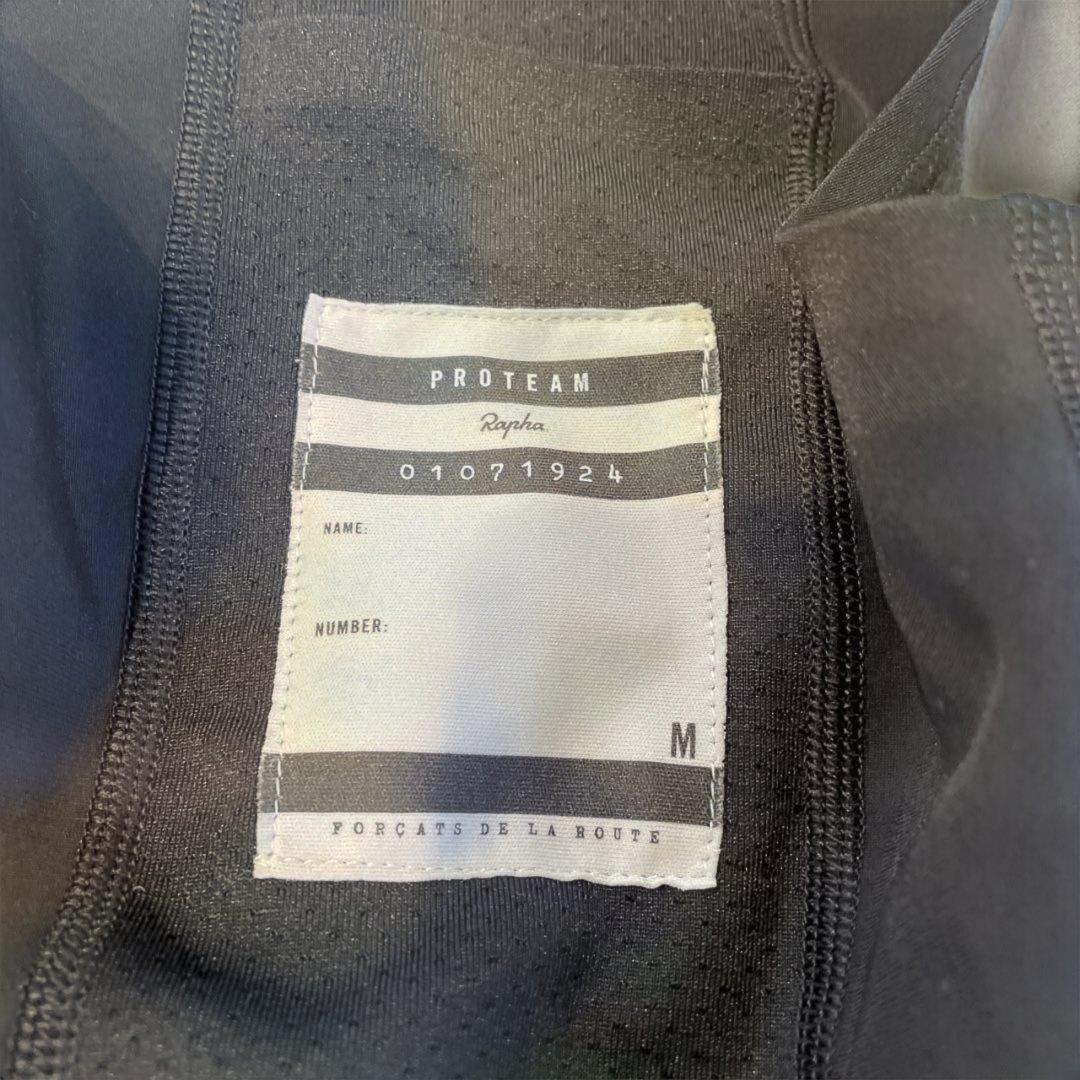 PROTEAM
Rapha
01071924
NAME:
NUMBER:
M
FORÇATS DE LA ROUTE